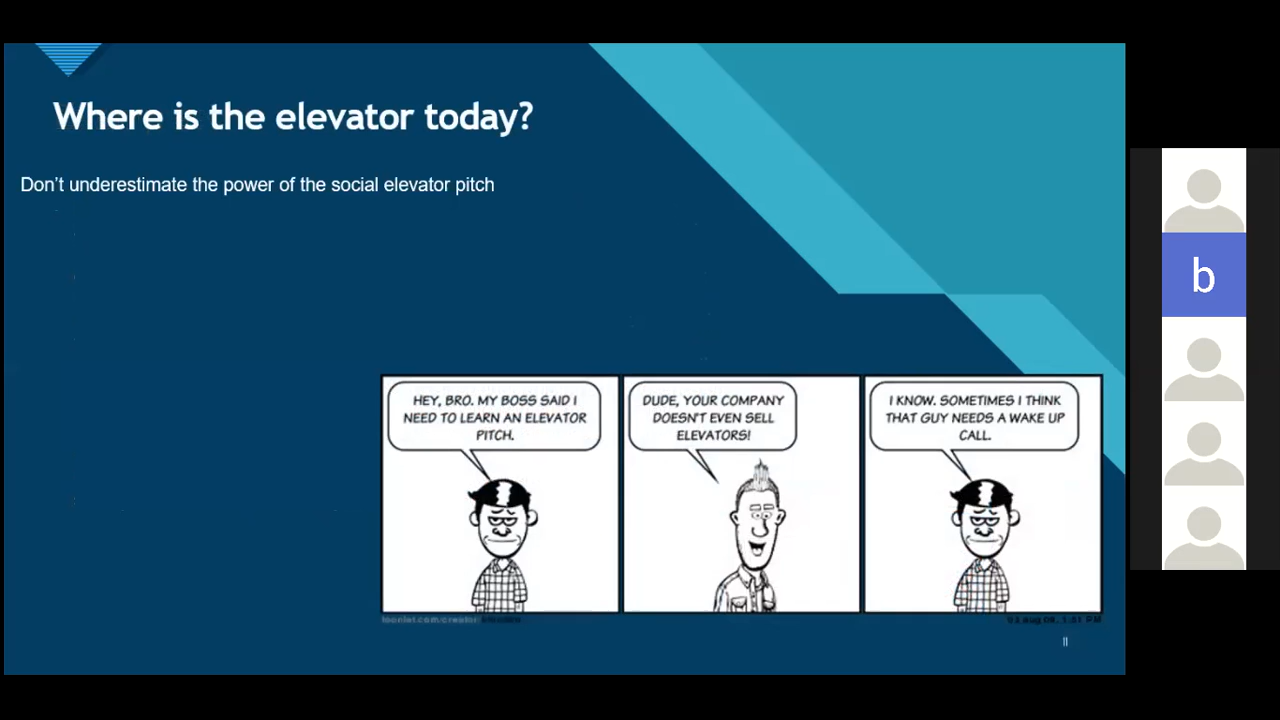 Where is the elevator today?
Don't underestimate the power of the social elevator pitch
HEY, BRO. MY BOSS SAID I
NEED TO LEARN AN ELEVATOR
PITCH.
DUDE, YOUR COMPANY
DOESN'T EVEN SELL
ELEVATORS!
I KNOW. SOMETIMES I THINK
THAT GUY NEEDS A WAKE UP
CALL.
toonlet.com/creator
11
b